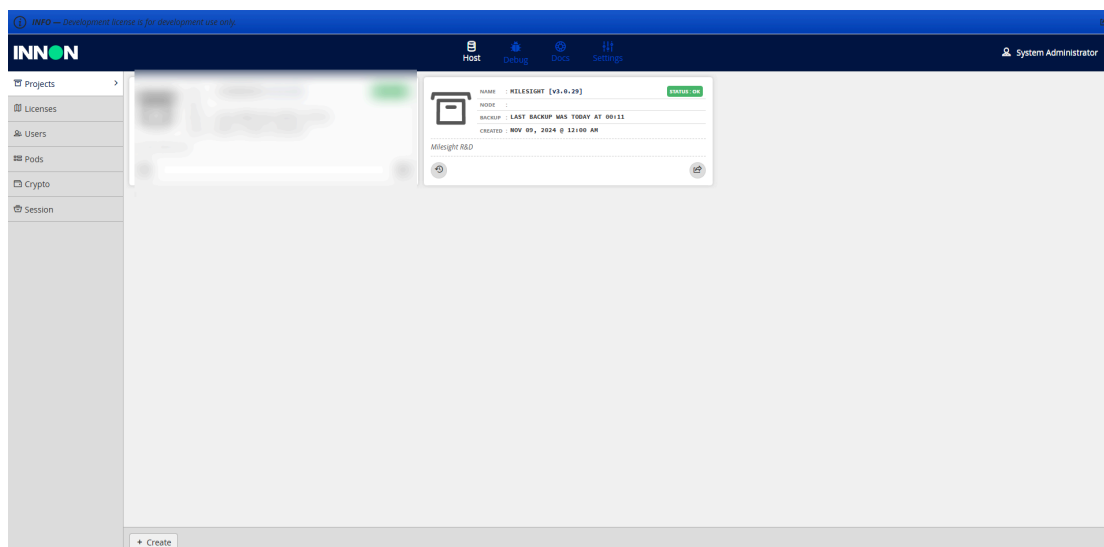 INFO — Development license is for development use only.
INNON
Host
Debug
Docs
Settings
System Administrator
Projects
Licenses
Users
Pods
Crypto
Session
NAME : MILESIGHT [v3.0.29]
STATUS: OK
NODE :
BACKUP : LAST BACKUP WAS TODAY AT 00:11
CREATED : NOV 09, 2024 @ 12:00 AM
Milesight R&D
+ Create